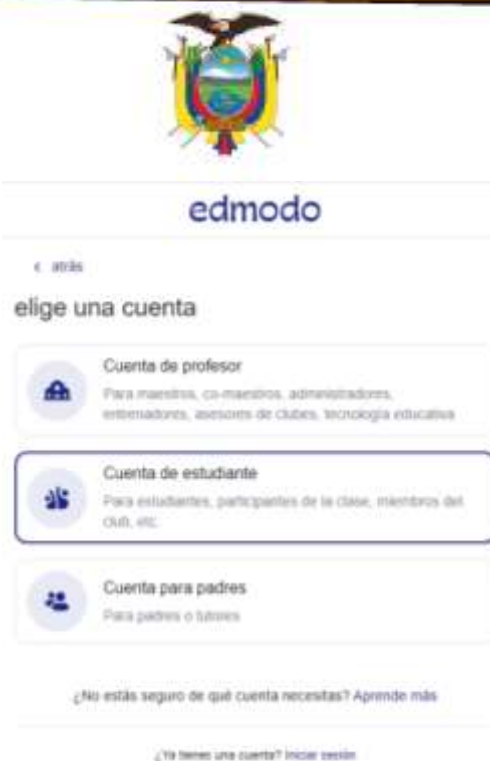 edmodo
‹ atrás
elige una cuenta
Cuenta de profesor
Para maestros, co-maestros, administradores,
entrenadores, asesores de clubes, tecnología educativa
Cuenta de estudiante
Para estudiantes, participantes de la clase, miembros del
club, etc.
Cuenta para padres
Para padres o tutores
¿No estás seguro de qué cuenta necesitas? Aprende más
¿Ya tienes una cuenta? Iniciar sesión